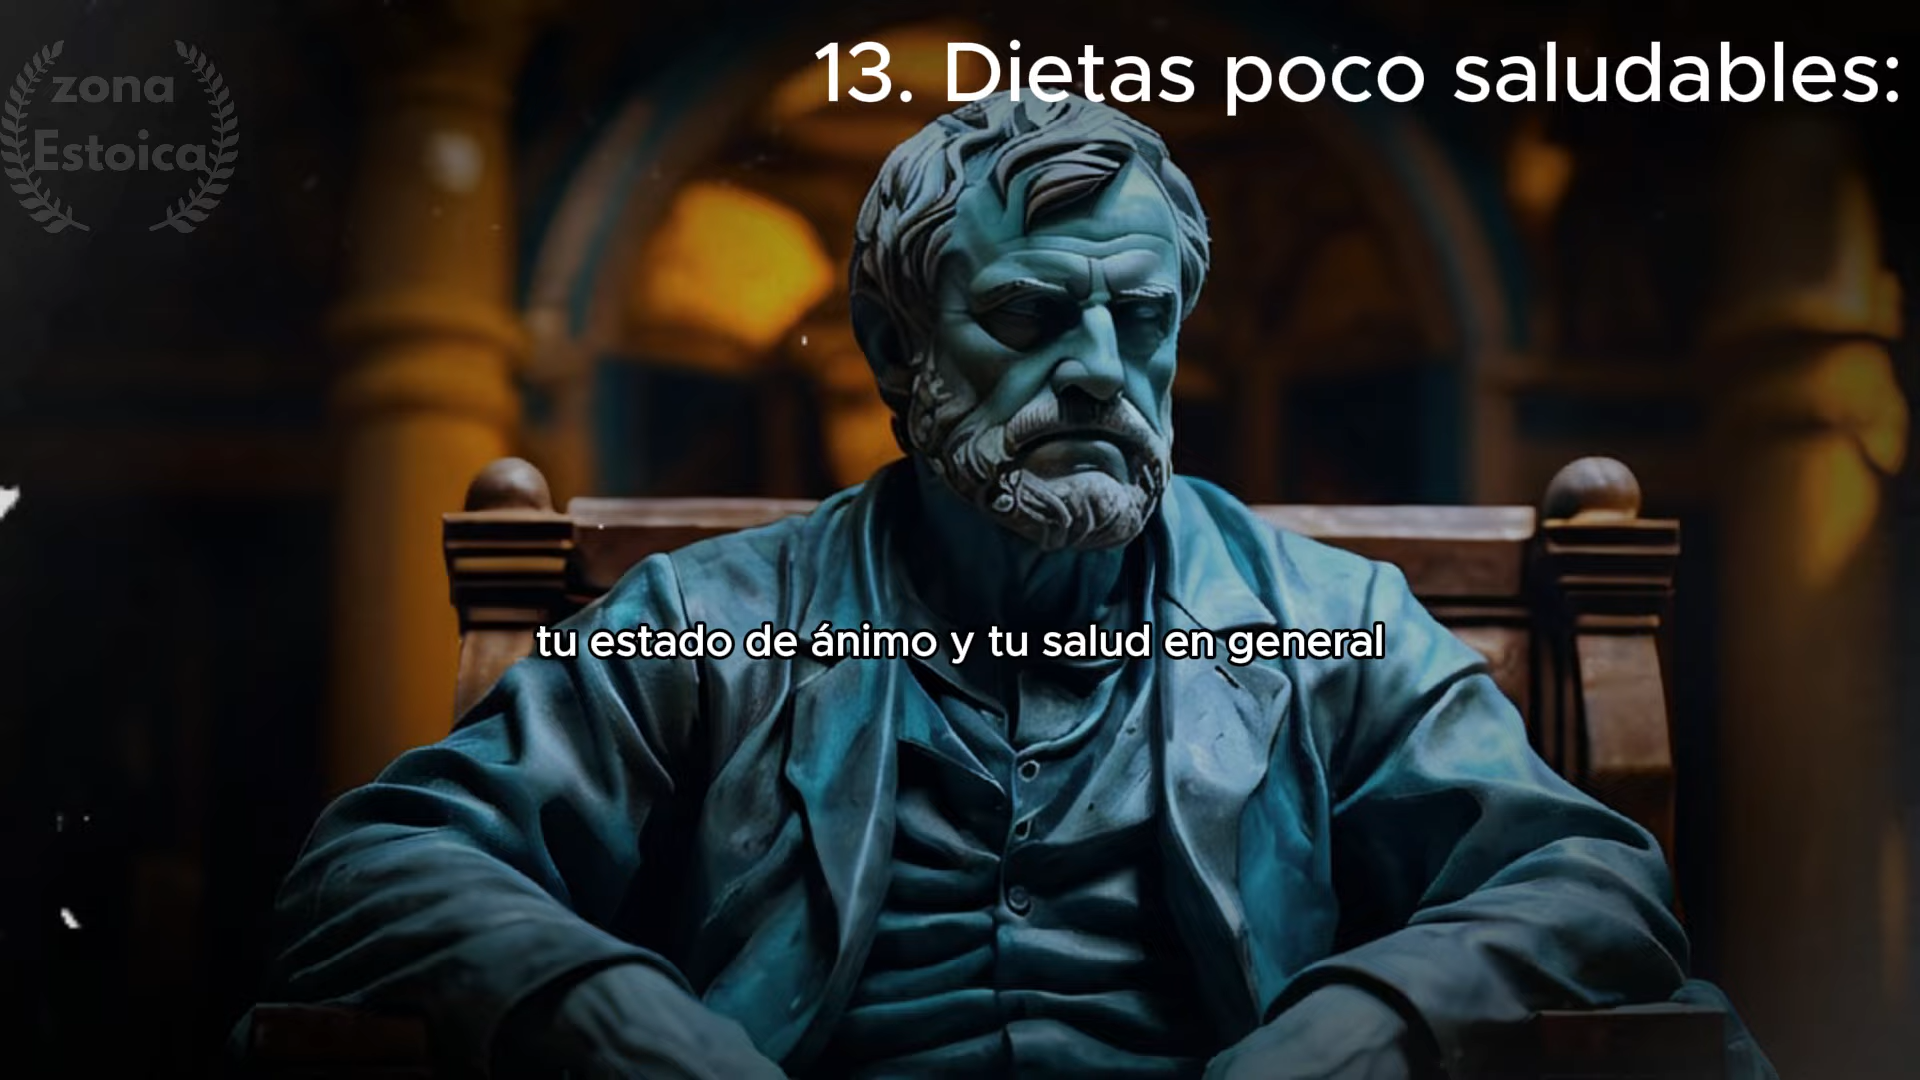 zona
Estoica
13. Dietas poco saludables:
tu estado de ánimo y tu salud en general